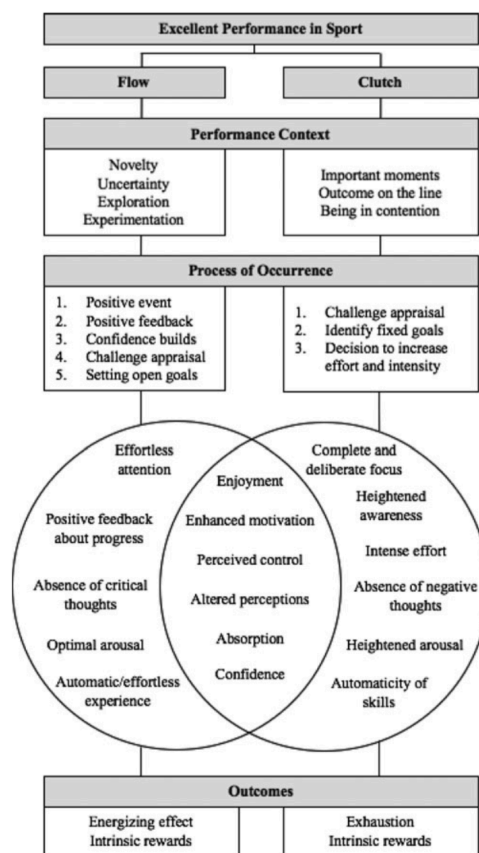 Excellent Performance in Sport
Flow
Clutch
Performance Context
Novelty
Uncertainty
Exploration
Experimentation
Important moments
Outcome on the line
Being in contention
Process of Occurrence
1. Positive event
2. Positive feedback
3. Confidence builds
4. Challenge appraisal
5. Setting open goals
1. Challenge appraisal
2. Identify fixed goals
3. Decision to increase
effort and intensity
Effortless
attention
Positive feedback
about progress
Absence of critical
thoughts
Optimal arousal
Automatic/effortless
experience
Enjoyment
Enhanced motivation
Perceived control
Altered perceptions
Absorption
Confidence
Complete and
deliberate focus
Heightened
awareness
Intense effort
Absence of negative
thoughts
Heightened arousal
Automaticity of
skills
Outcomes
Energizing effect
Intrinsic rewards
Exhaustion
Intrinsic rewards